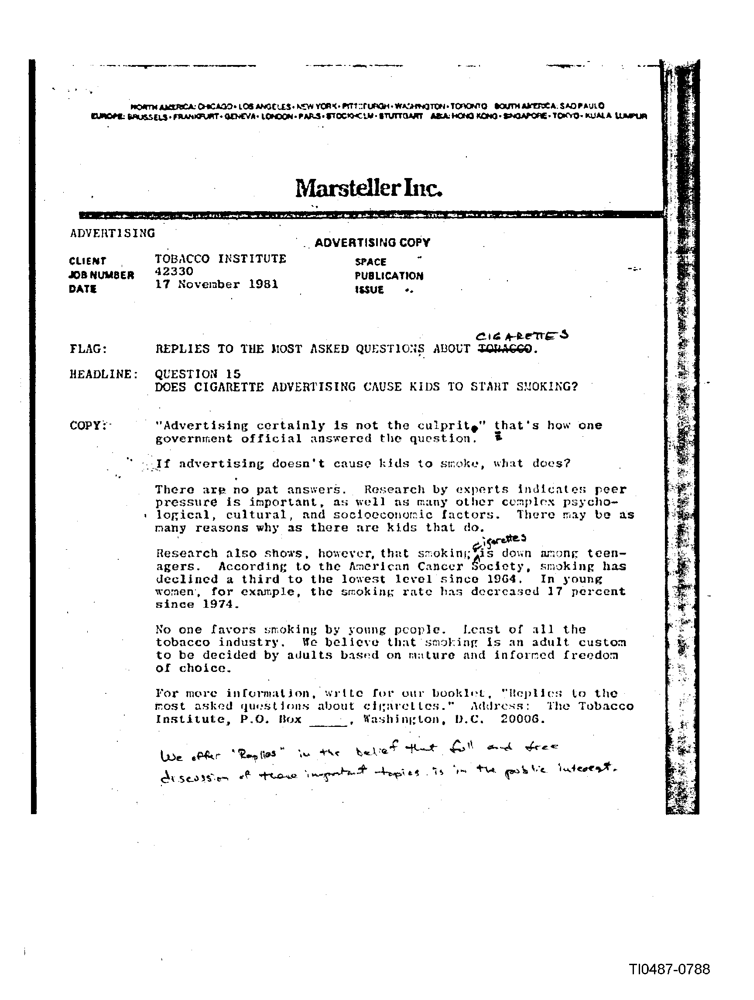 NORTH AMERICA: CHICAGO • LOS ANGELES • NEW YORK • PITTSBURGH • WASHINGTON • TORONTO SOUTH AMERICA: SAO PAULO
EUROPE: BRUSSELS • FRANKFURT • GENEVA • LONDON • PARIS • STOCKHOLM • STUTTGART ASIA: HONG KONG • SINGAPORE • TOKYO • KUALA LUMPUR
Marsteller Inc.
ADVERTISING
ADVERTISING COPY
CLIENT TOBACCO INSTITUTE SPACE
JOB NUMBER 42330 PUBLICATION
DATE 17 November 1981 ISSUE
CIGARETTES
FLAG: REPLIES TO THE MOST ASKED QUESTIONS ABOUT TOBACCO.
HEADLINE: QUESTION 15
DOES CIGARETTE ADVERTISING CAUSE KIDS TO START SMOKING?
COPY: "Advertising certainly is not the culprit," that's how one
government official answered the question.
If advertising doesn't cause kids to smoke, what does?
There are no pat answers. Research by experts indicates peer
pressure is important, as well as many other complex psycho-
logical, cultural, and socioeconomic factors. There may be as
many reasons why as there are kids that do.
cigarettes
Research also shows, however, that smoking is down among teen-
agers. According to the American Cancer Society, smoking has
declined a third to the lowest level since 1964. In young
women, for example, the smoking rate has decreased 17 percent
since 1974.
No one favors smoking by young people. Least of all the
tobacco industry. We believe that smoking is an adult custom
to be decided by adults based on mature and informed freedom
of choice.
For more information, write for our booklet, "Replies to the
most asked questions about cigarettes." Address: The Tobacco
Institute, P.O. Box _____, Washington, D.C. 20006.
We offer "Replies" in the belief that full and free
discussion of these important topics is in the public interest.
TI0487-0788